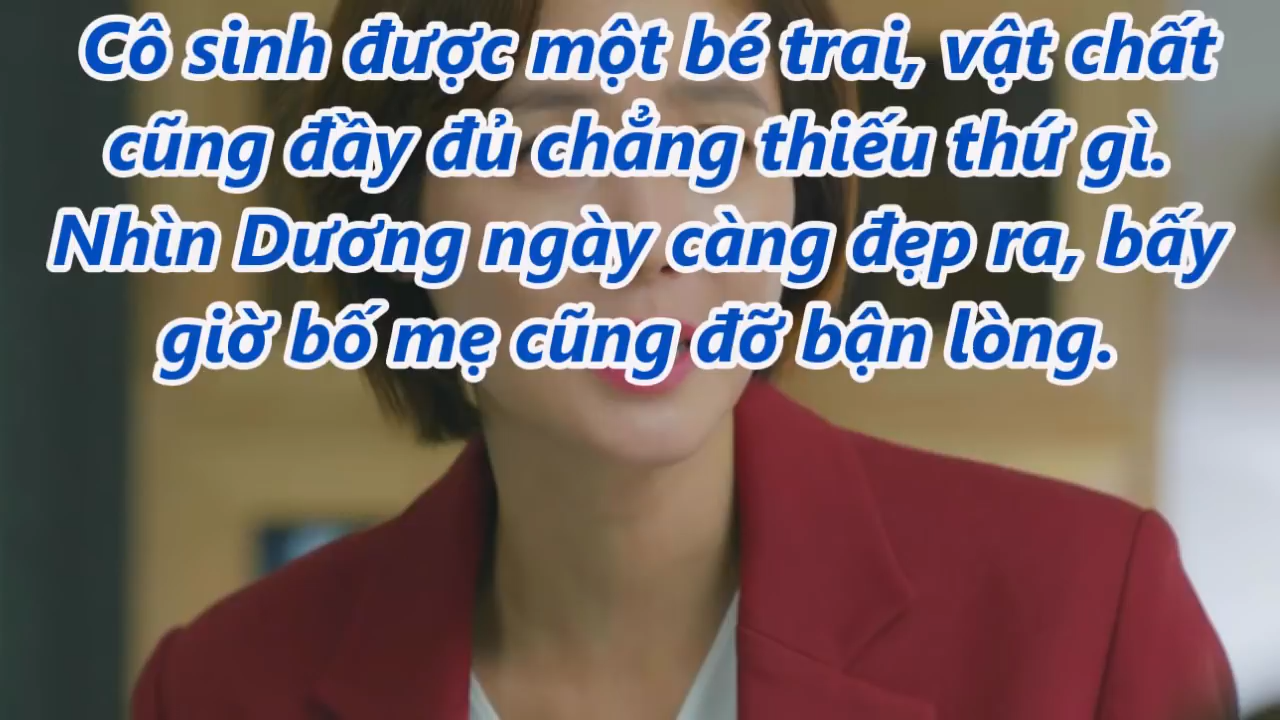 Cô sinh được một bé trai, vật chất
cũng đầy đủ chẳng thiếu thứ gì.
Nhìn Dương ngày càng đẹp ra, bấy
giờ bố mẹ cũng đỡ bận lòng.